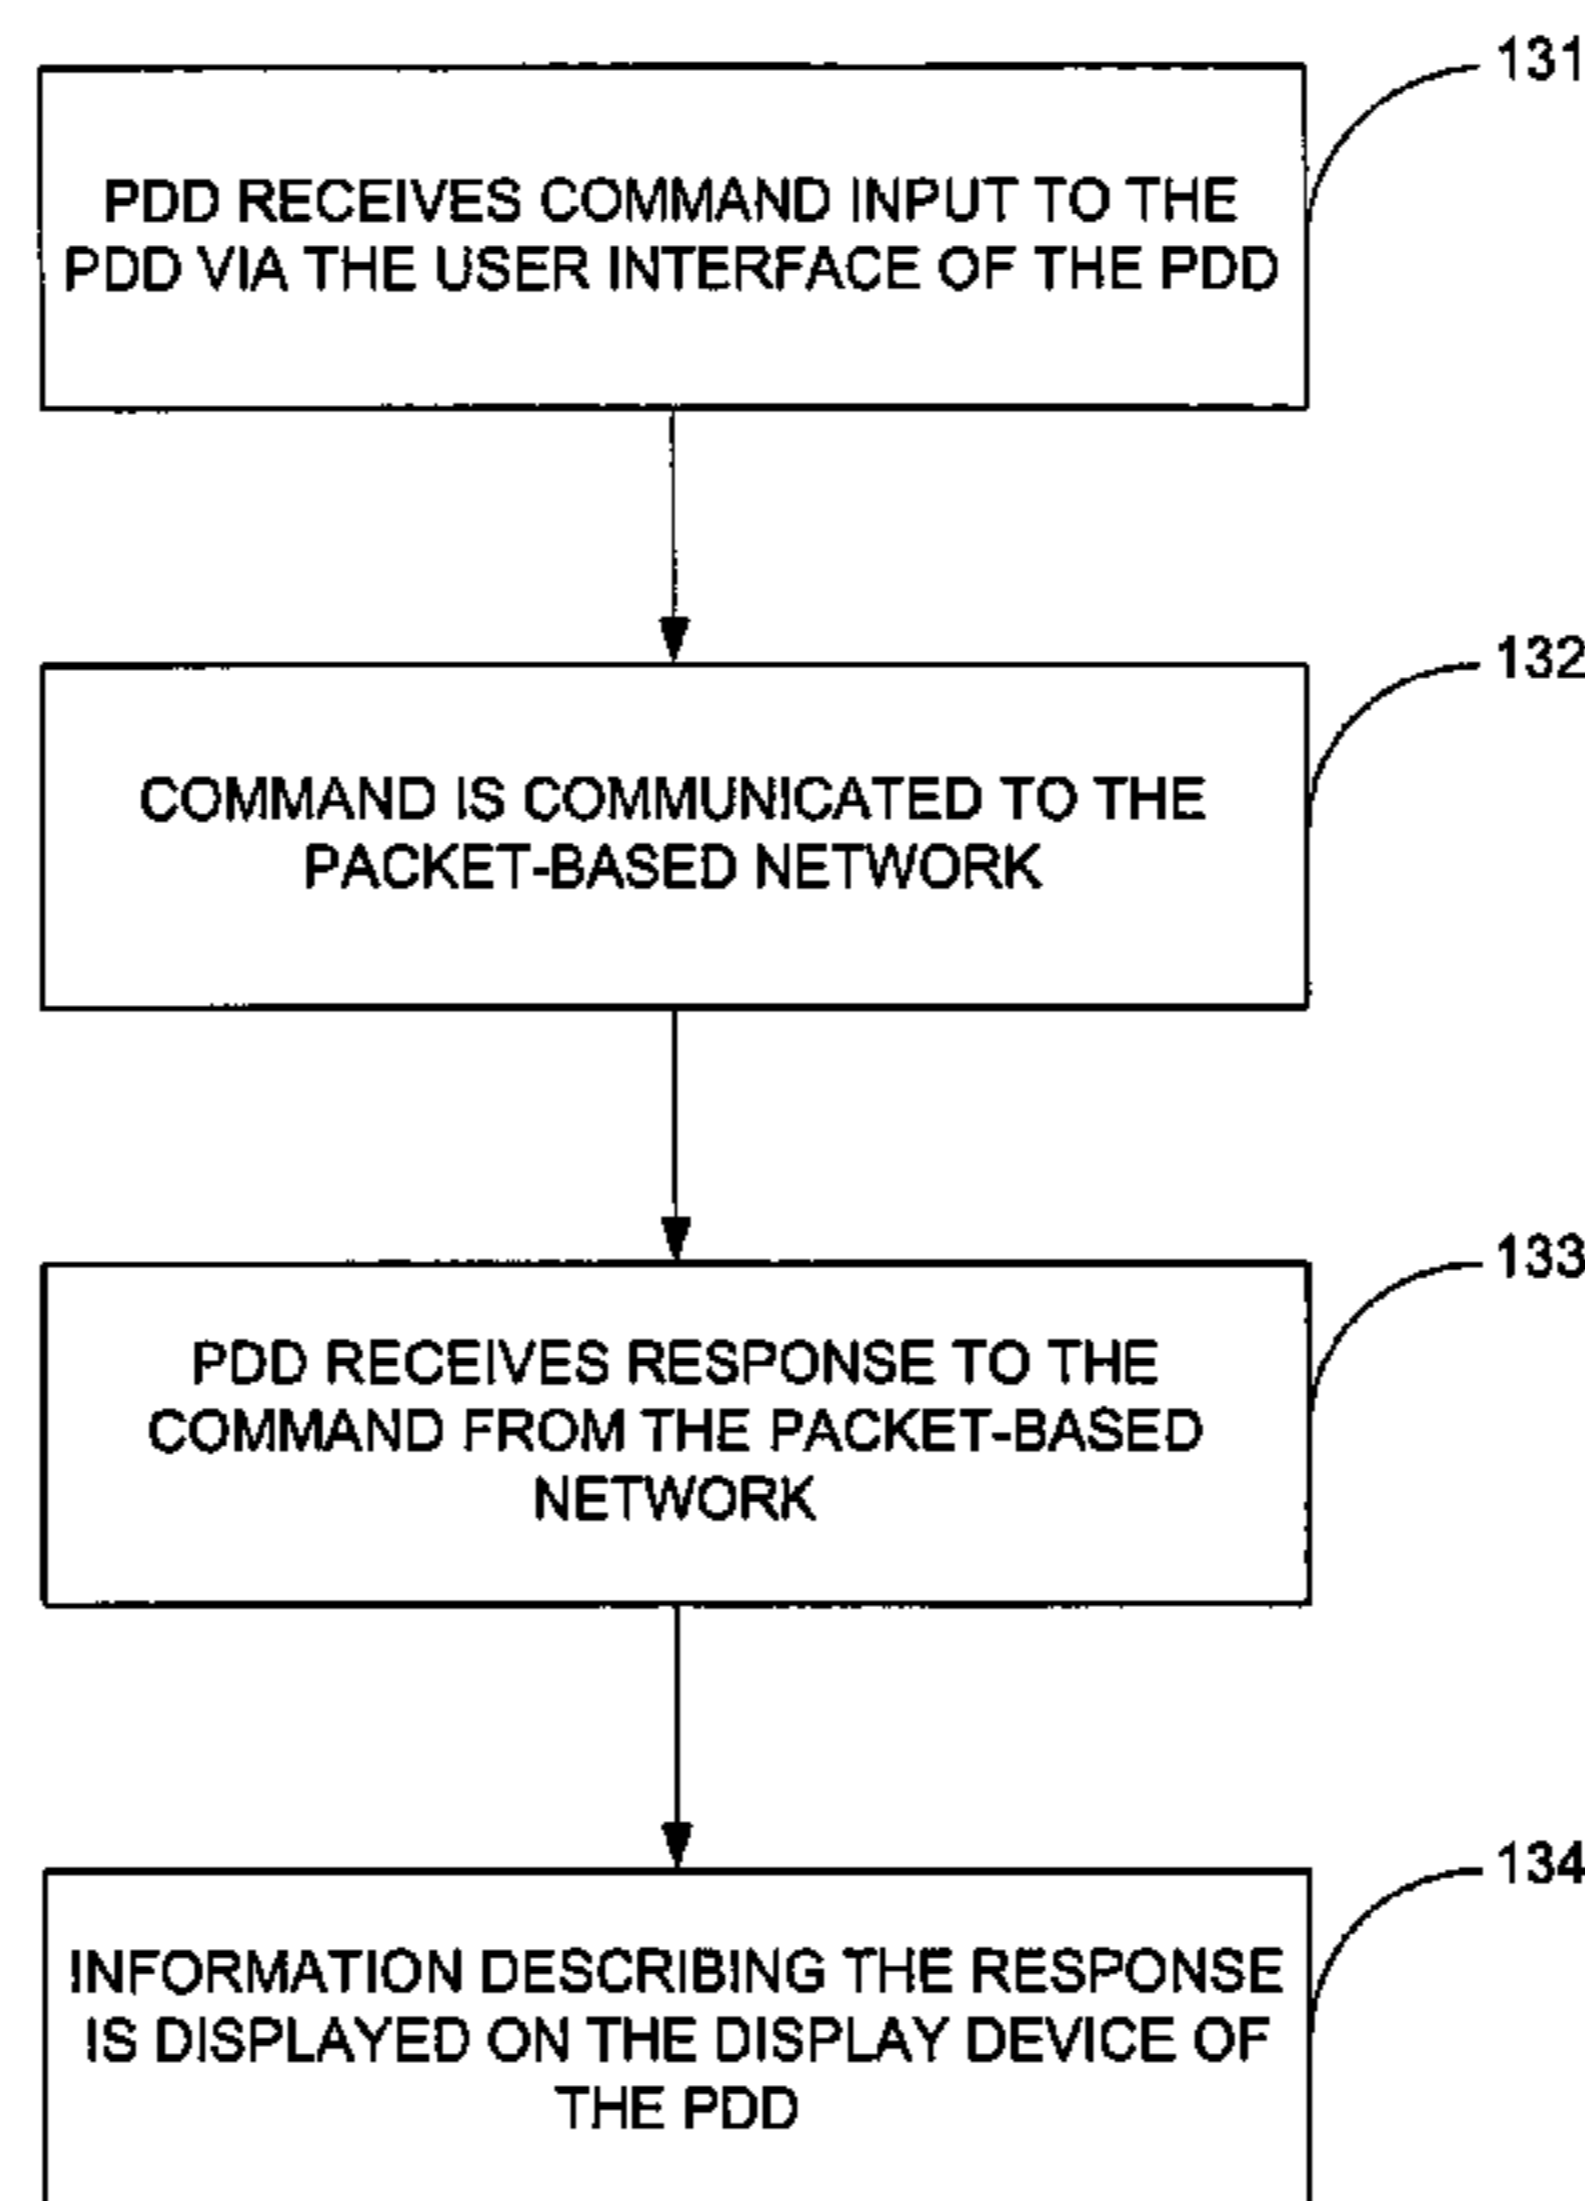 131
PDD RECEIVES COMMAND INPUT TO THE
PDD VIA THE USER INTERFACE OF THE PDD
132
COMMAND IS COMMUNICATED TO THE
PACKET-BASED NETWORK
133
PDD RECEIVES RESPONSE TO THE
COMMAND FROM THE PACKET-BASED
NETWORK
134
INFORMATION DESCRIBING THE RESPONSE
IS DISPLAYED ON THE DISPLAY DEVICE OF
THE PDD